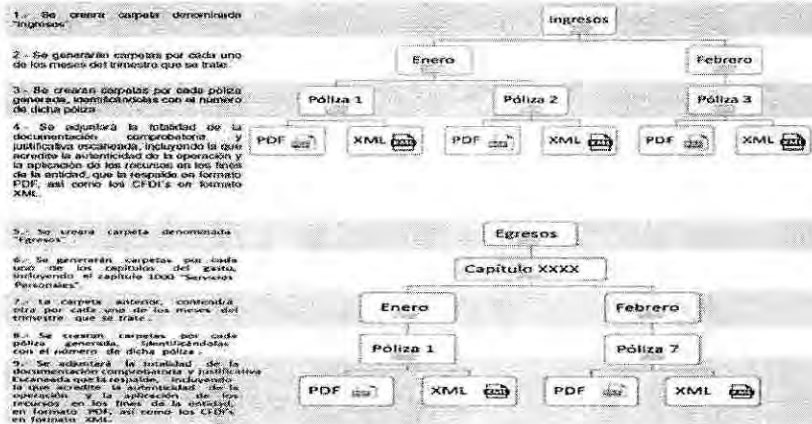 1.- Se creara carpeta denominada
"Ingresos"
2 - Se generarán carpetas por cada uno
de los meses del trimestre que se trate
3 - Se crearan carpetas por cada póliza
generada, identificándolas con el número
de dicha póliza
4 - Se adjuntará la totalidad de la
documentación comprobatoria y
justificativa escaneada, incluyendo la que
acredite la autenticidad de la operación y
la aplicación de los recursos en los fines
de la entidad, que la respalde en formato
PDF, así como los CFDI's en formato
XML.
Ingresos
Enero
Febrero
Póliza 1
Póliza 2
Póliza 3
PDF
XML
PDF
XML
PDF
XML
5.- Se creara carpeta denominada
"Egresos"
6.- Se generarán carpetas por cada
uno de los capítulos del gasto,
incluyendo el capítulo 1000 "Servicios
Personales"
7.- La carpeta anterior, contendrá
otra por cada uno de los meses del
trimestre que se trate.
8.- Se crearan carpetas por cada
póliza generada, identificándolas
con el número de dicha póliza.
9.- Se adjuntará la totalidad de la
documentación comprobatoria y justificativa
Escaneada que la respalde, incluyendo
la que acredite la autenticidad de la
operación y la aplicación de los
recursos en los fines de la entidad,
en formato PDF, así como los CFDI's
en formato XML.
Egresos
Capítulo XXXX
Enero
Febrero
Póliza 1
Póliza 7
PDF
XML
PDF
XML